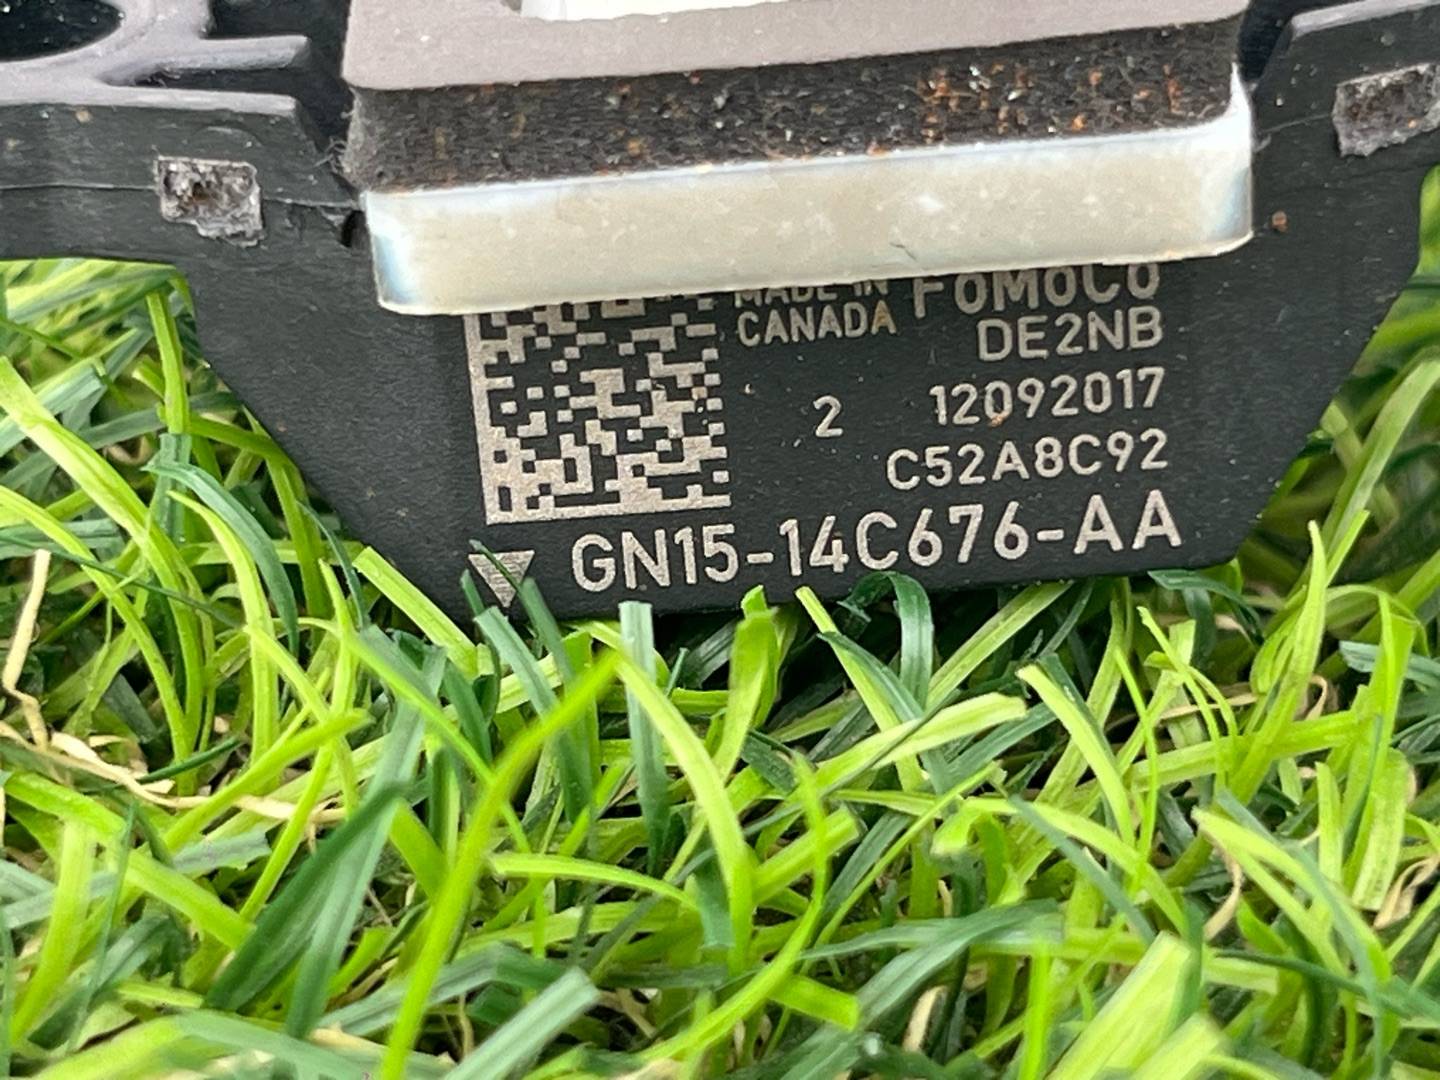 MADE IN FoMoCo
CANADA DE2NB
2 12092017
C52A8C92
GN15-14C676-AA